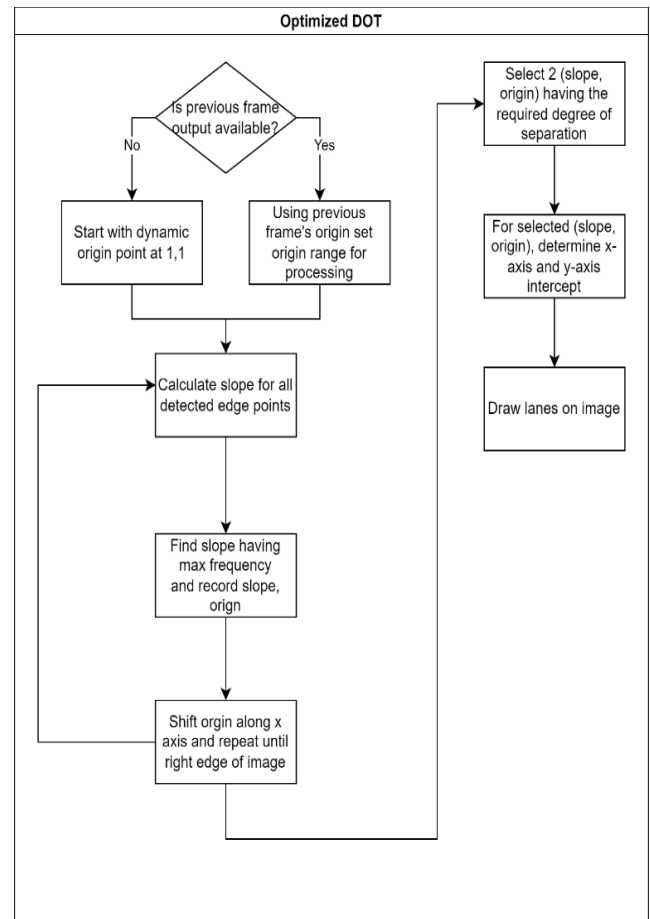 Optimized DOT
Is previous frame
output available?
No
Yes
Start with dynamic
origin point at 1,1
Using previous
frame's origin set
origin range for
processing
Calculate slope for all
detected edge points
Find slope having
max frequency
and record slope,
orign
Shift orgin along x
axis and repeat until
right edge of image
Select 2 (slope,
origin) having the
required degree of
separation
For selected (slope,
origin), determine x-
axis and y-axis
intercept
Draw lanes on image